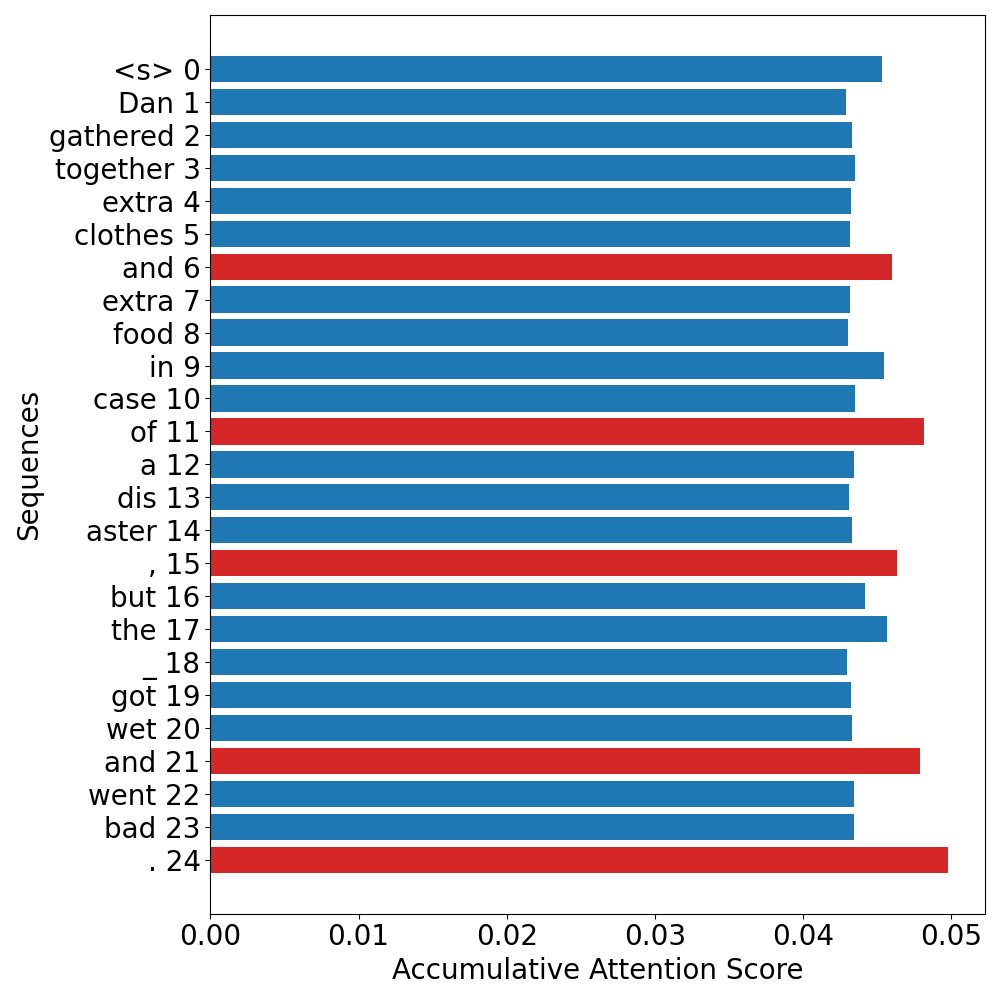 <s> 0
Dan 1
gathered 2
together 3
extra 4
clothes 5
and 6
extra 7
food 8
in 9
case 10
of 11
a 12
dis 13
aster 14
, 15
but 16
the 17
_ 18
got 19
wet 20
and 21
went 22
bad 23
. 24
Sequences
0.00 0.01 0.02 0.03 0.04 0.05
Accumulative Attention Score